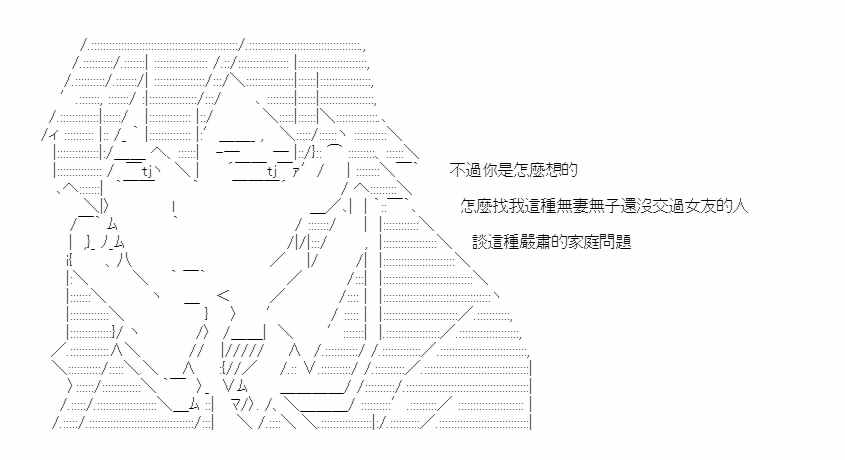 不過你是怎麼想的
怎麼找我這種無妻無子還沒交過女友的人
談這種嚴肅的家庭問題